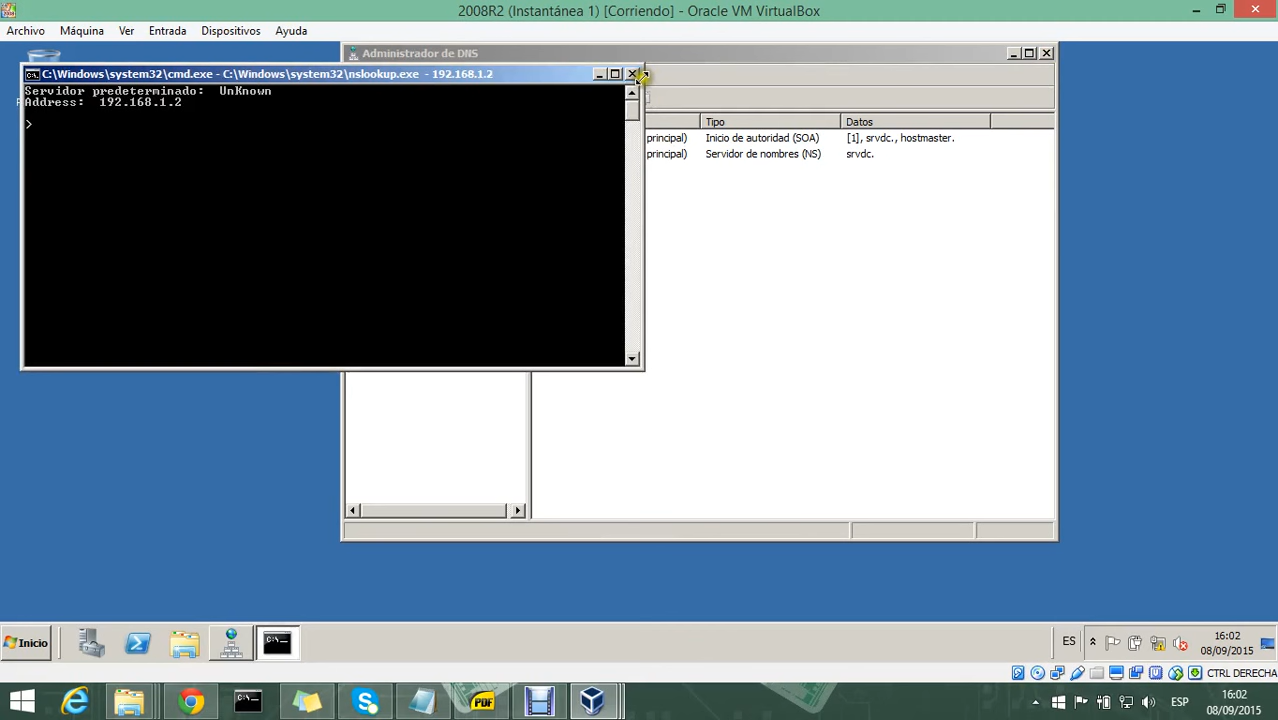 2008R2 (Instantánea 1) [Corriendo] - Oracle VM VirtualBox
Archivo Máquina Ver Entrada Dispositivos Ayuda
Administrador de DNS
C:\Windows\system32\cmd.exe - C:\Windows\system32\nslookup.exe - 192.168.1.2
Servidor predeterminado: UnKnown
Address: 192.168.1.2
>
Tipo Datos
principal) Inicio de autoridad (SOA) [1], srvdc., hostmaster.
principal) Servidor de nombres (NS) srvdc.
Inicio
ES
16:02
08/09/2015
CTRL DERECHA
PDF
ESP
16:02
08/09/2015